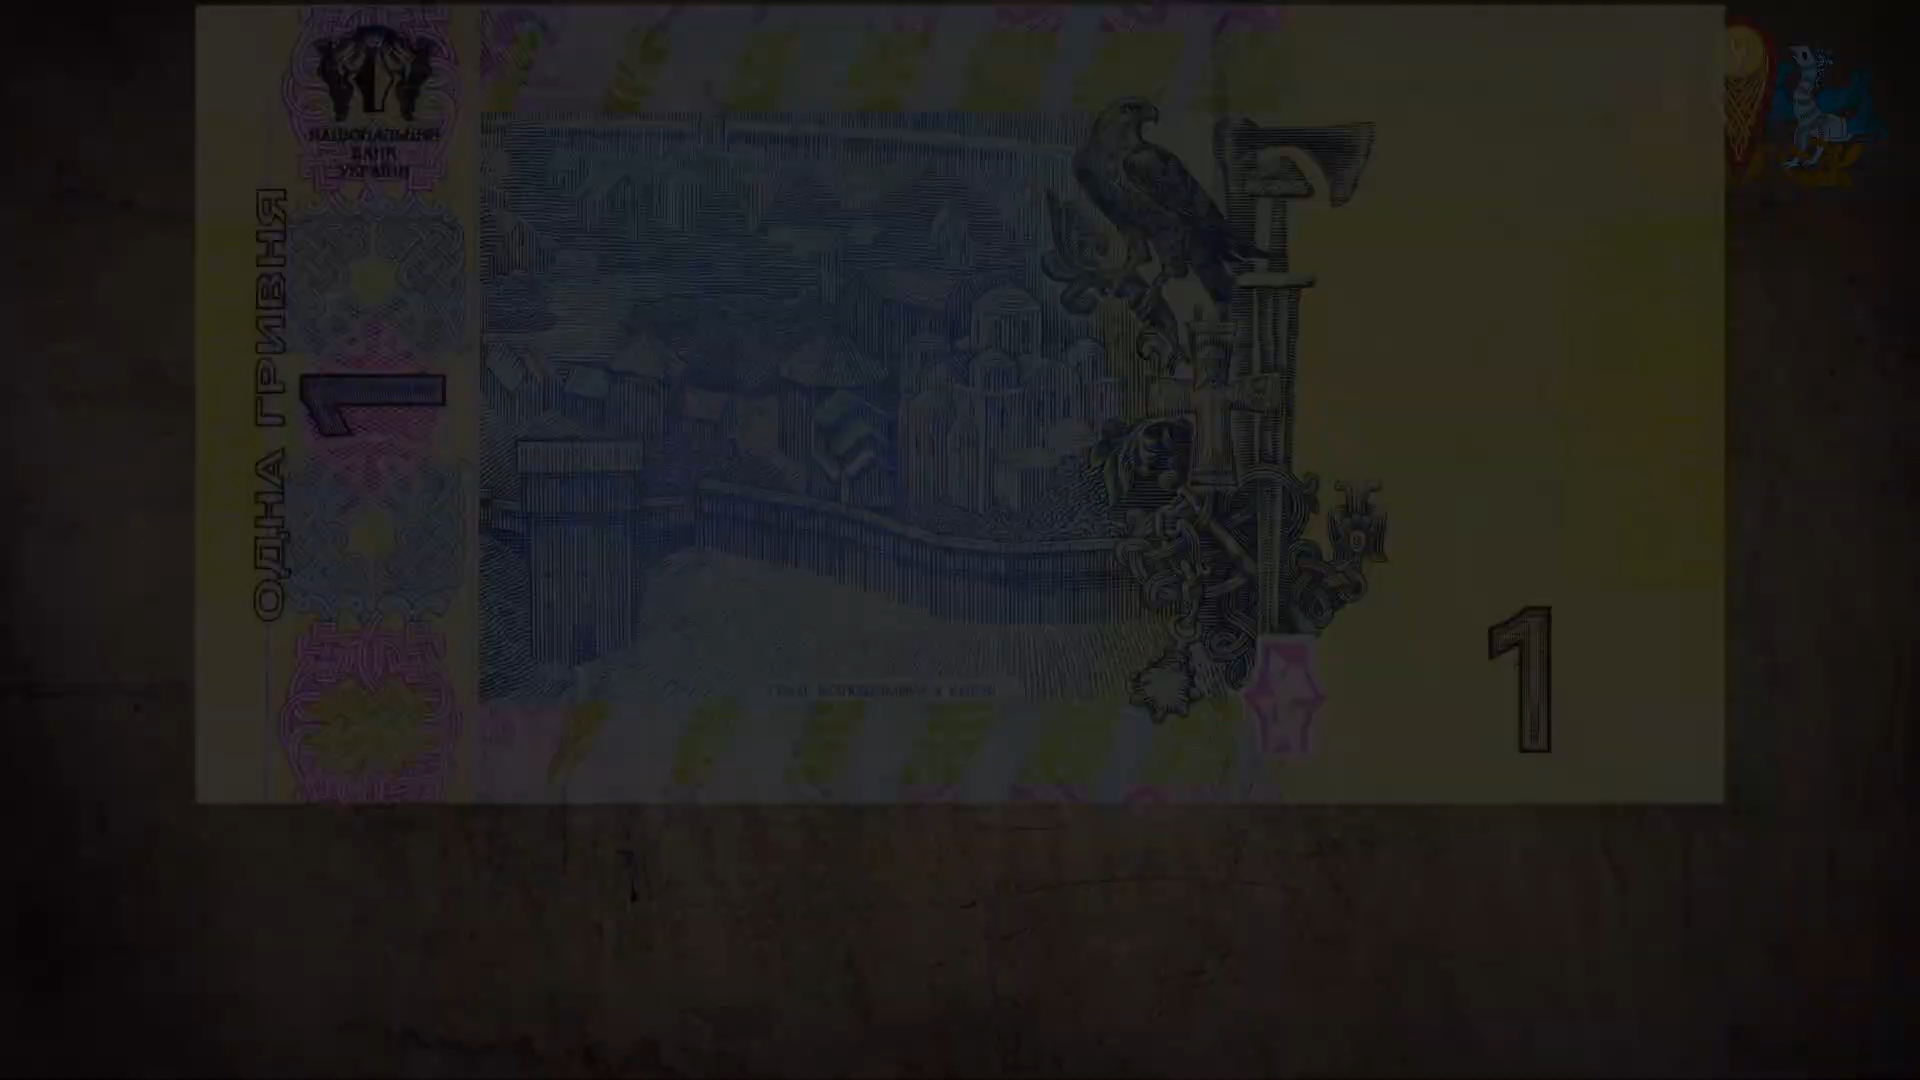 НАЦІОНАЛЬНИЙ
БАНК
УКРАЇНИ
ОДНА ГРИВНЯ
1
1